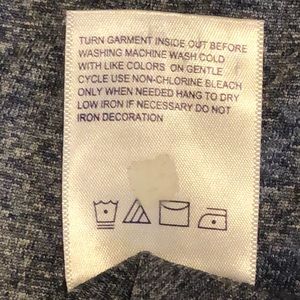 TURN GARMENT INSIDE OUT BEFORE
WASHING MACHINE WASH COLD
WITH LIKE COLORS ON GENTLE
CYCLE USE NON-CHLORINE BLEACH
ONLY WHEN NEEDED HANG TO DRY
LOW IRON IF NECESSARY DO NOT
IRON DECORATION